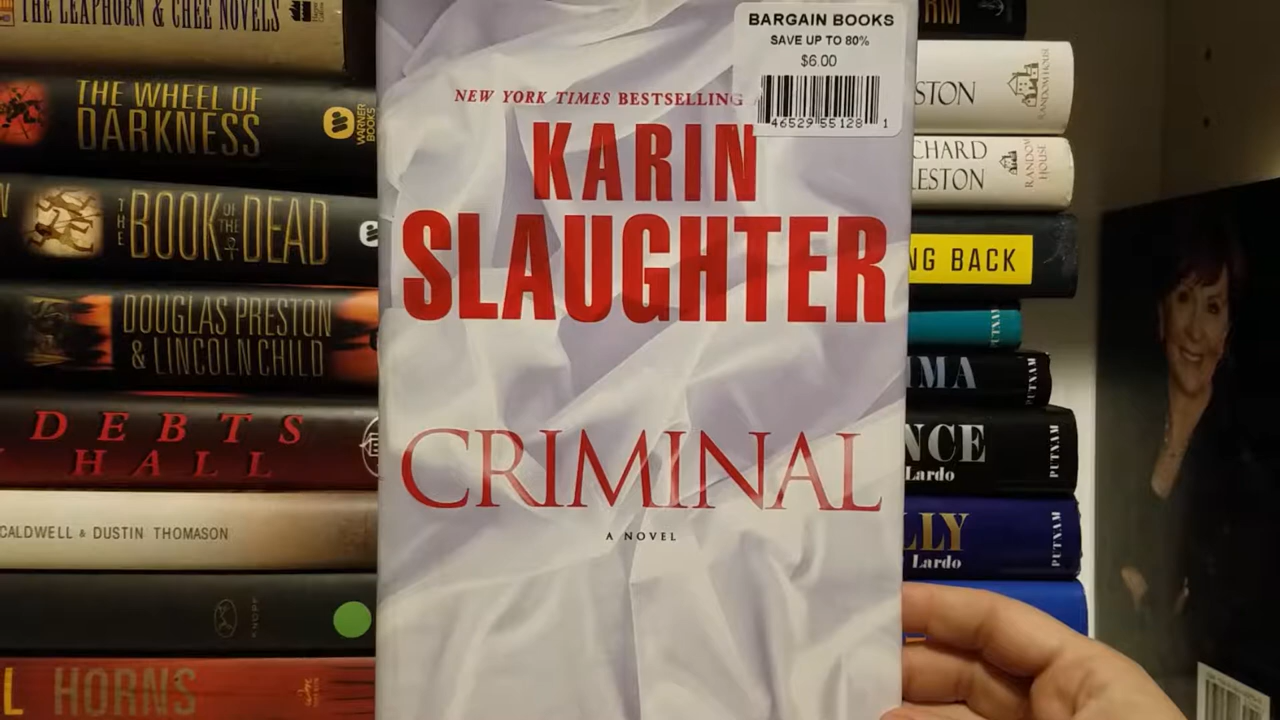 THE LEAPHORN & CHEE NOVELS
THE WHEEL OF
DARKNESS
WARNER
BOOKS
THE
BOOK OF THE DEAD
DOUGLAS PRESTON
& LINCOLN CHILD
DEBTS
HALL
CALDWELL & DUSTIN THOMASON
KNOPF
L HORNS
BARGAIN BOOKS
SAVE UP TO 80%
$6.00
46529 55128 1
NEW YORK TIMES BESTSELLING
KARIN
SLAUGHTER
CRIMINAL
A NOVEL
RM
STON
RANDOM HOUSE
CHARD
ESTON
RANDOM
HOUSE
NG BACK
PUTNAM
MA
PUTNAM
NCE
Lardo
PUTNAM
LLY
Lardo
PUTNAM